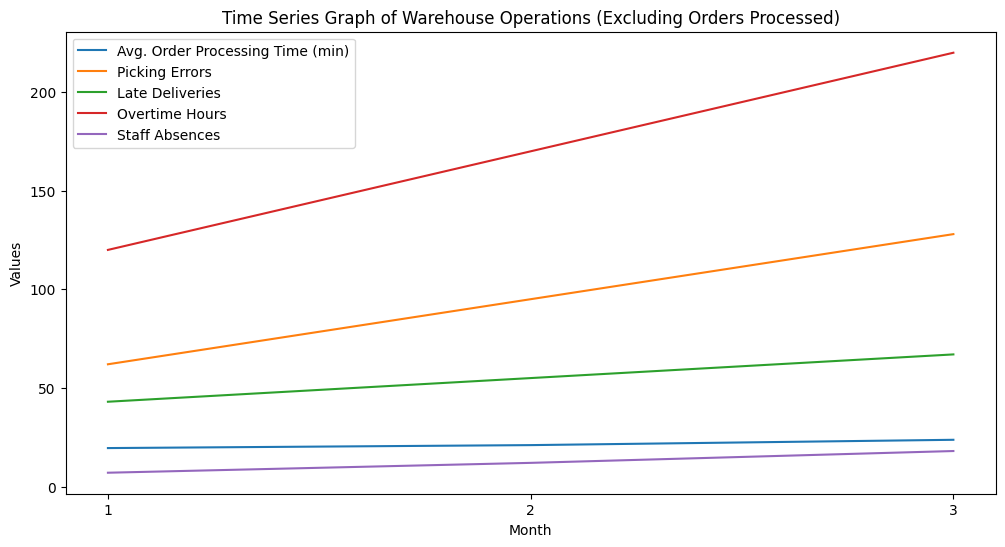 Time Series Graph of Warehouse Operations (Excluding Orders Processed)
Avg. Order Processing Time (min)
Picking Errors
Late Deliveries
Overtime Hours
Staff Absences
Values
200
150
100
50
0
1 2 3
Month